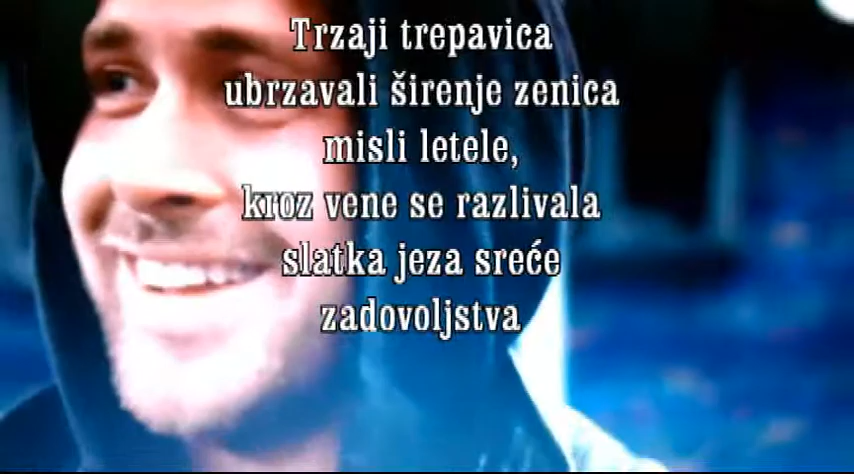 Trzaji trepavica
ubrzavali širenje zenica
misli letele,
kroz vene se razlivala
slatka jeza sreće
zadovoljstva